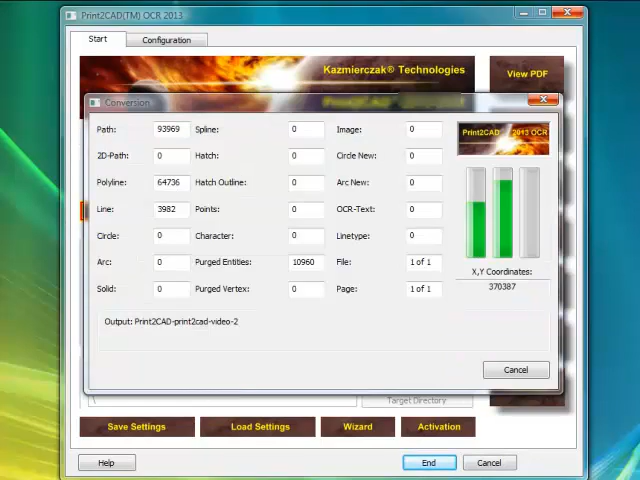 Print2CAD(TM) OCR 2013
Start Configuration
Kazmierczak® Technologies
View PDF
Conversion
Print2CAD 2013 OCR
Path: 93969 Spline: 0 Image: 0
2D-Path: 0 Hatch: 0 Circle New: 0
Polyline: 64736 Hatch Outline: 0 Arc New: 0
Line: 3982 Points: 0 OCR-Text: 0
Circle: 0 Character: 0 Linetype: 0
Arc: 0 Purged Entities: 10960 File: 1 of 1
Solid: 0 Purged Vertex: 0 Page: 1 of 1
X,Y Coordinates:
370387
Output: Print2CAD-print2cad-video-2
Cancel
\ Target Directory
Save Settings Load Settings Wizard Activation
Help End Cancel